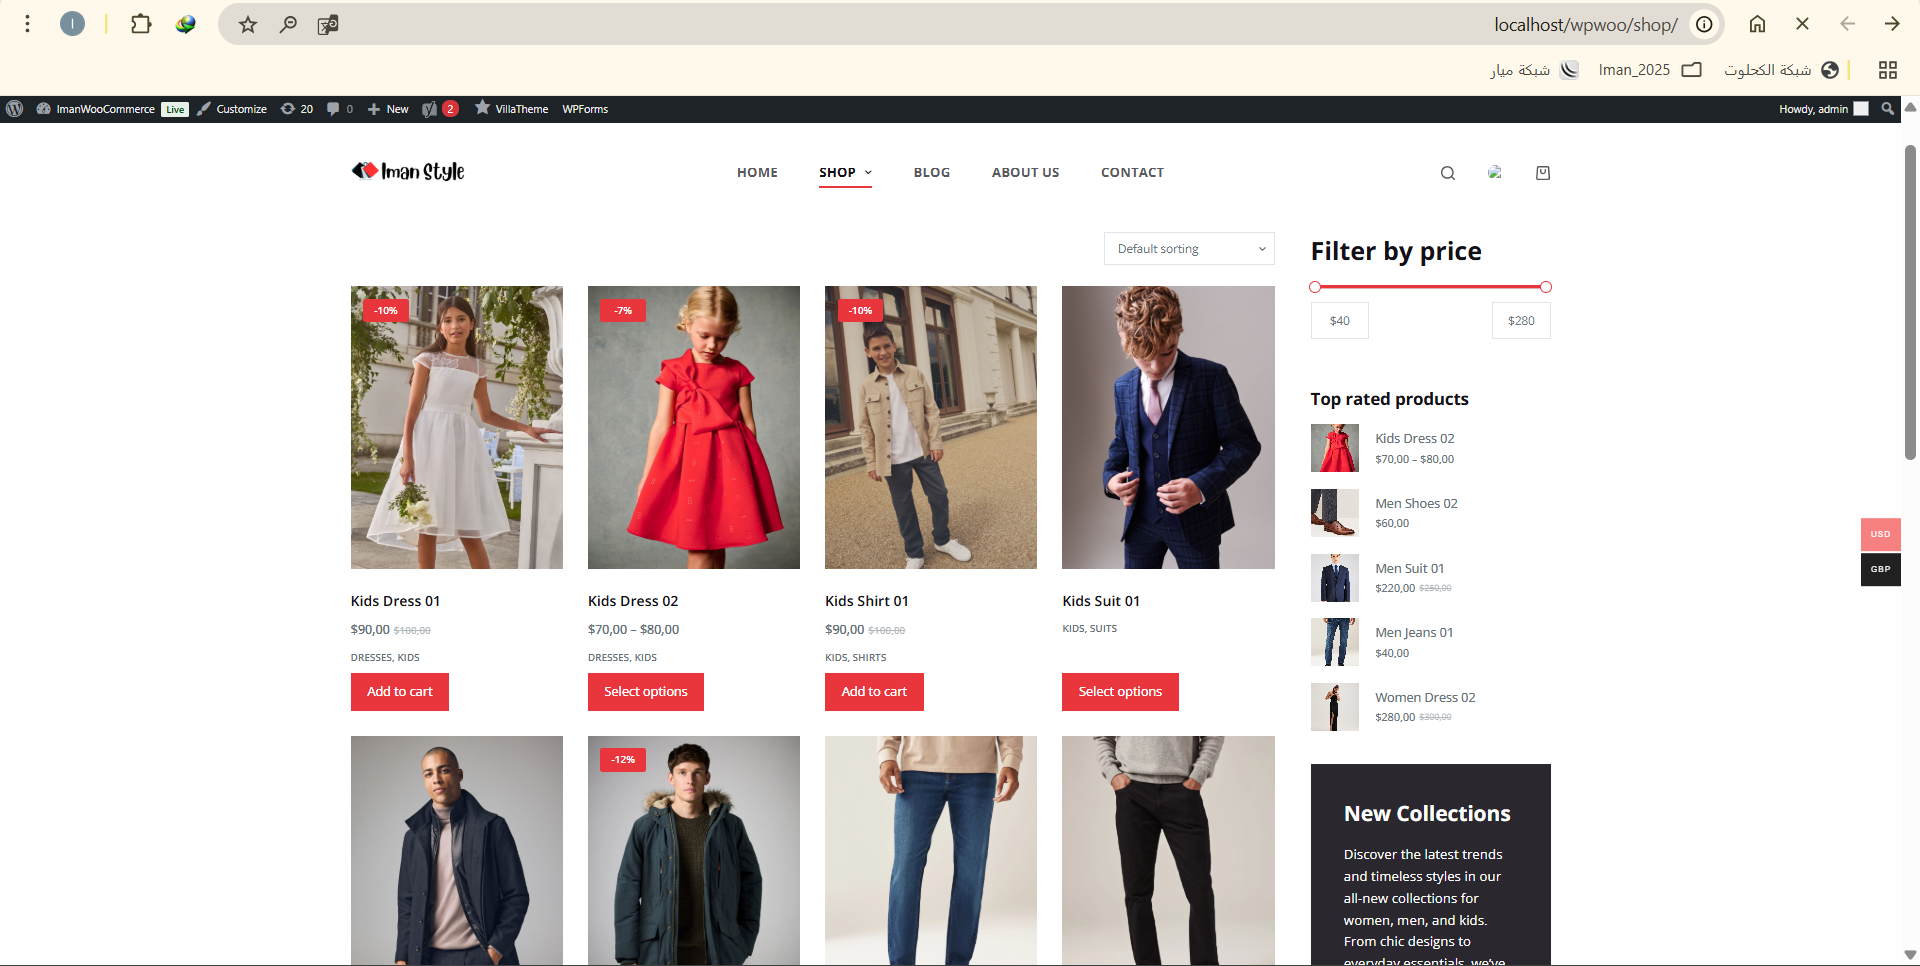 localhost/wpwoo/shop/
شبكة ميار
Iman_2025
شبكة الكحلوت
ImanWooCommerce Live Customize 20 0 New 2 VillaTheme WPForms
Howdy, admin
Iman Style
HOME SHOP BLOG ABOUT US CONTACT
Default sorting
-10%
-7%
-10%
Kids Dress 01
$90,00 $100,00
DRESSES, KIDS
Add to cart
Kids Dress 02
$70,00 – $80,00
DRESSES, KIDS
Select options
Kids Shirt 01
$90,00 $100,00
KIDS, SHIRTS
Add to cart
Kids Suit 01
KIDS, SUITS
Select options
-12%
Filter by price
$40
$280
Top rated products
Kids Dress 02
$70,00 – $80,00
Men Shoes 02
$60,00
Men Suit 01
$220,00 $250,00
Men Jeans 01
$40,00
Women Dress 02
$280,00 $300,00
USD
GBP
New Collections
Discover the latest trends
and timeless styles in our
all-new collections for
women, men, and kids.
From chic designs to
everyday essentials, we've